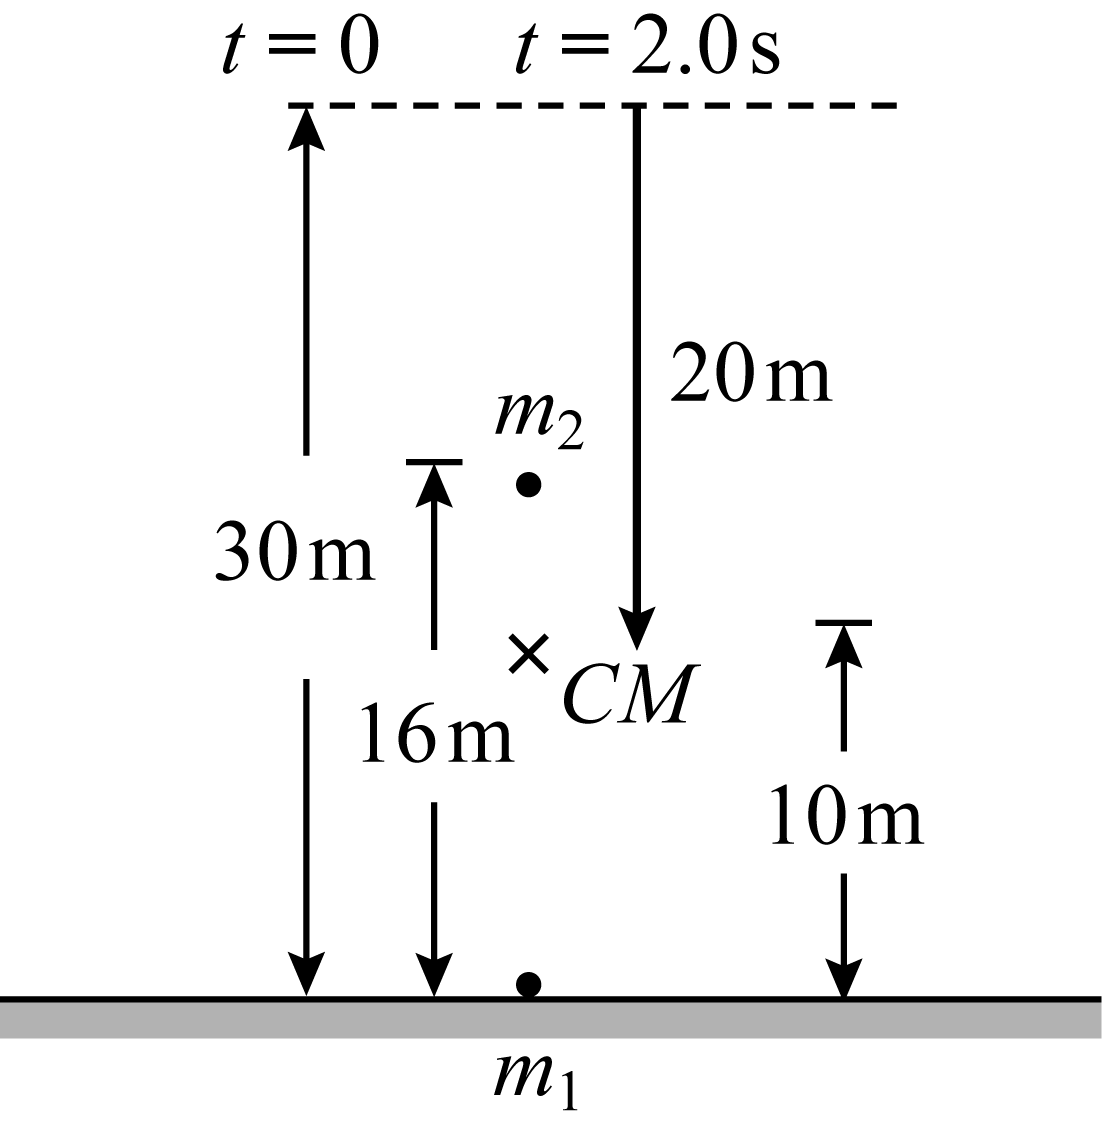 t = 0
t = 2.0 s
20 m
m₂
30 m
CM
16 m
10 m
m₁